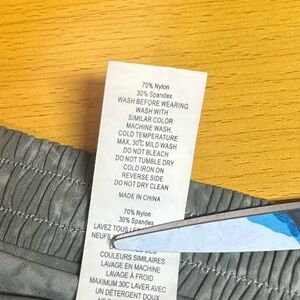 70% Nylon
30% Spandex
WASH BEFORE WEARING
WASH WITH
SIMILAR COLOR
MACHINE WASH,
COLD TEMPERATURE
MAX. 30°C MILD WASH
DO NOT BLEACH
DO NOT TUMBLE DRY
COLD IRON ON
REVERSE SIDE
DO NOT DRY CLEAN
MADE IN CHINA
70% Nylon
30% Spandex
LAVEZ TOUS
NEUFS
COULEURS SIMILAIRES
LAVAGE EN MACHINE
LAVAGE À FROID
MAXIMUM 30C LAVER AVEC
UN DÉTERGENT DOUX